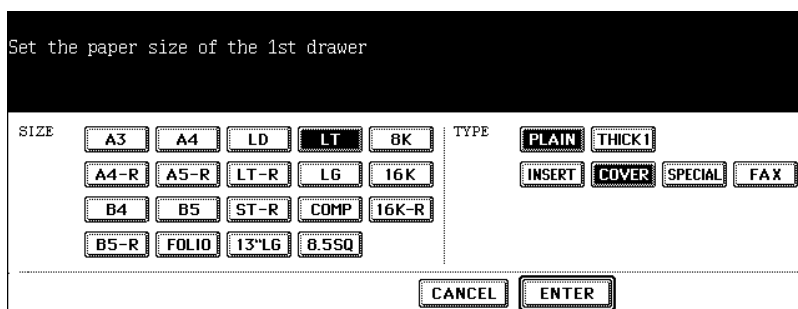 Set the paper size of the 1st drawer
SIZE A3 A4 LD LT 8K TYPE PLAIN THICK1
A4-R A5-R LT-R LG 16K INSERT COVER SPECIAL FAX
B4 B5 ST-R COMP 16K-R
B5-R FOLIO 13"LG 8.5SQ
CANCEL ENTER